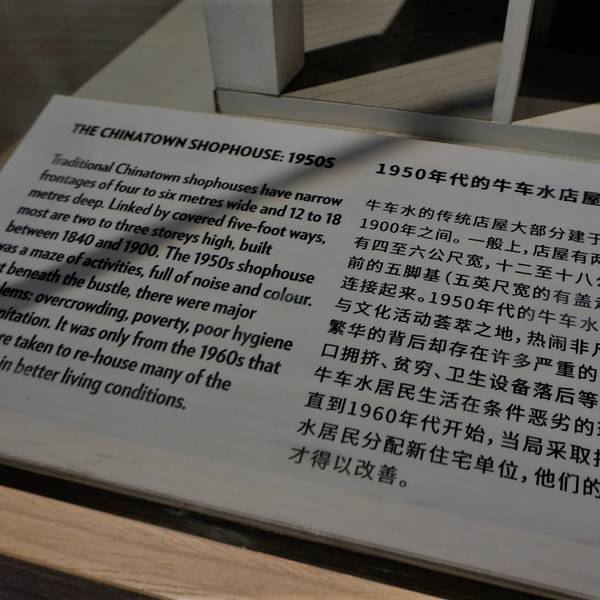 THE CHINATOWN SHOPHOUSE: 1950S
Traditional Chinatown shophouses have narrow
frontages of four to six metres wide and 12 to 18
metres deep. Linked by covered five-foot ways,
most are two to three storeys high, built
between 1840 and 1900. The 1950s shophouse
was a maze of activities, full of noise and colour.
beneath the bustle, there were major
overcrowding, poverty, poor hygiene
It was only from the 1960s that
taken to re-house many of the
in better living conditions.
1950年代的牛车水店屋
牛车水的传统店屋大部分建于
1900年之间。一般上,店屋有两
有四至六公尺宽,十二至十八公
前的五脚基(五英尺宽的有盖
连接起来。1950年代的牛车水
与文化活动荟萃之地,热闹非
繁华的背后却存在许多严重的
口拥挤、贫穷、卫生设备落后等
牛车水居民生活在条件恶劣的
直到1960年代开始,当局采取
水居民分配新住宅单位,他们的
才得以改善。